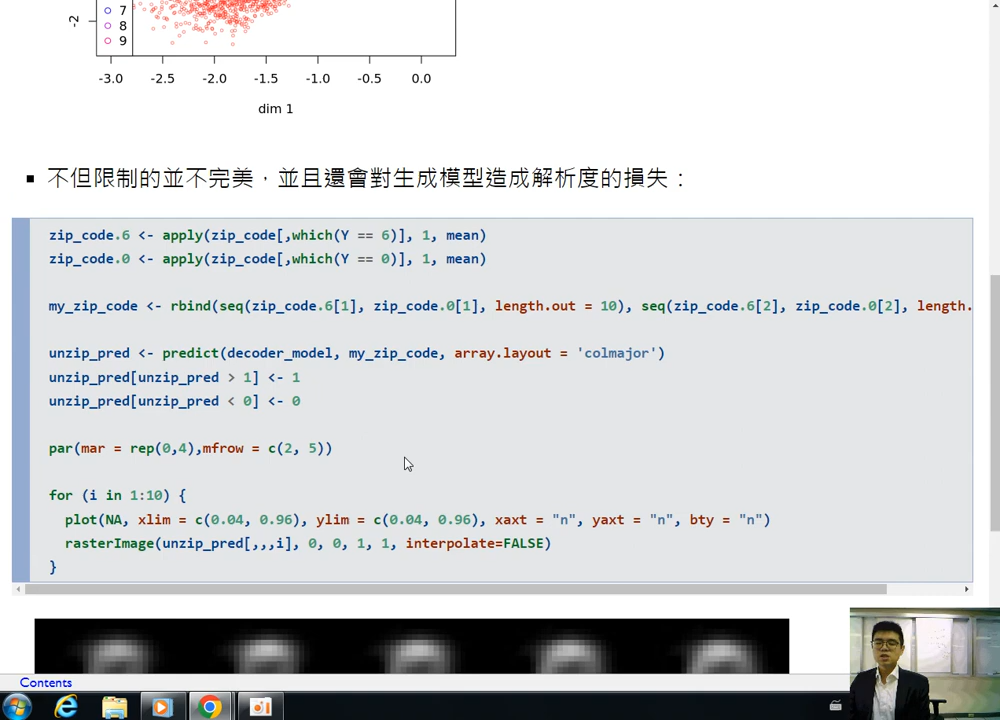 7
8
9
-2
-3.0 -2.5 -2.0 -1.5 -1.0 -0.5 0.0
dim 1
▪ 不但限制的並不完美，並且還會對生成模型造成解析度的損失：
zip_code.6 <- apply(zip_code[,which(Y == 6)], 1, mean)
zip_code.0 <- apply(zip_code[,which(Y == 0)], 1, mean)
my_zip_code <- rbind(seq(zip_code.6[1], zip_code.0[1], length.out = 10), seq(zip_code.6[2], zip_code.0[2], length.
unzip_pred <- predict(decoder_model, my_zip_code, array.layout = 'colmajor')
unzip_pred[unzip_pred > 1] <- 1
unzip_pred[unzip_pred < 0] <- 0
par(mar = rep(0,4),mfrow = c(2, 5))
for (i in 1:10) {
  plot(NA, xlim = c(0.04, 0.96), ylim = c(0.04, 0.96), xaxt = "n", yaxt = "n", bty = "n")
  rasterImage(unzip_pred[,,,i], 0, 0, 1, 1, interpolate=FALSE)
}
Contents